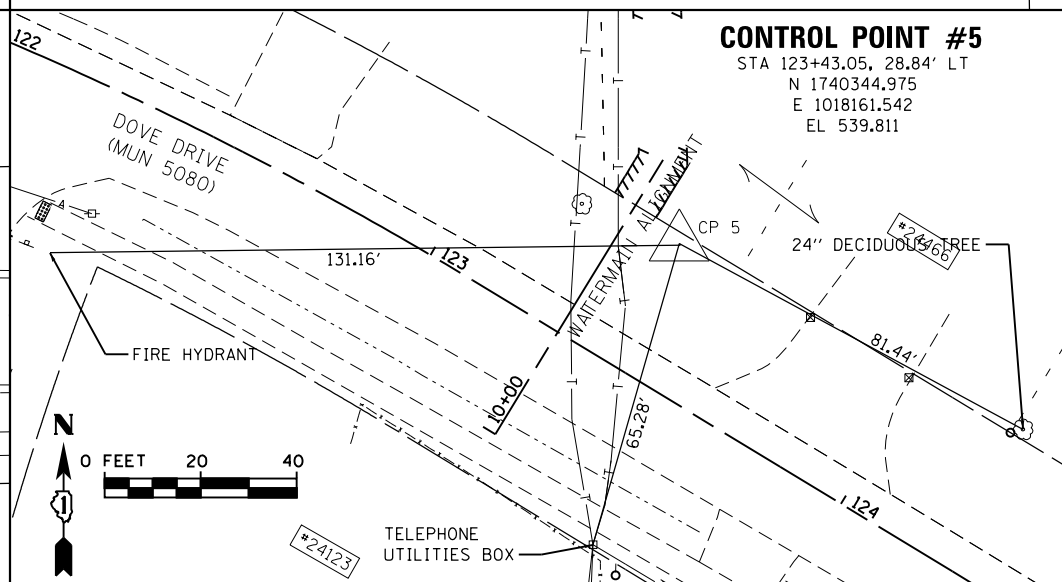 CONTROL POINT #5
STA 123+43.05, 28.84' LT
N 1740344.975
E 1018161.542
EL 539.811
122
DOVE DRIVE
(MUN 5080)
T
T
T
T
T
T
T
T
T
T
T
T
WATERMAIN ALIGNMENT
CP 5
#24466
24" DECIDUOUS TREE
P
131.16'
123
FIRE HYDRANT
81.44'
10+00
65.28'
N
0 FEET 20 40
1
124
#24123
TELEPHONE
UTILITIES BOX